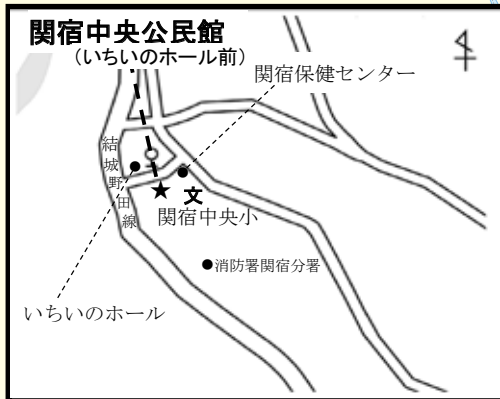 関宿中央公民館
(いちいのホール前)
関宿保健センター
結城野田線
文
関宿中央小
消防署関宿分署
いちいのホール